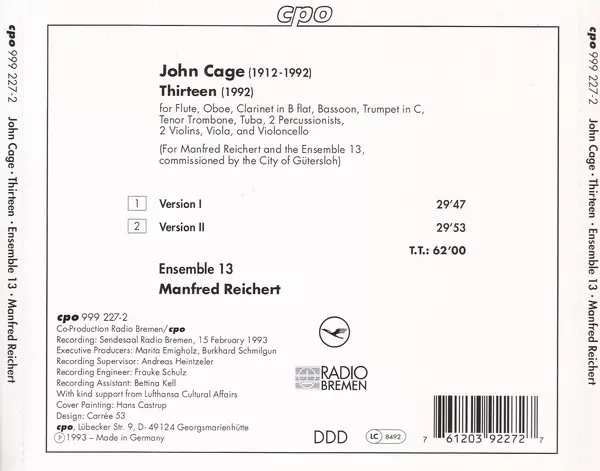 cpo
cpo 999 227-2 John Cage · Thirteen · Ensemble 13 · Manfred Reichert
John Cage (1912-1992)
Thirteen (1992)
for Flute, Oboe, Clarinet in B flat, Bassoon, Trumpet in C,
Tenor Trombone, Tuba, 2 Percussionists,
2 Violins, Viola, and Violoncello
(For Manfred Reichert and the Ensemble 13,
commissioned by the City of Gütersloh)
1 Version I 29'47
2 Version II 29'53
T.T.: 62'00
Ensemble 13
Manfred Reichert
cpo 999 227-2
Co-Production Radio Bremen/cpo
Recording: Sendesaal Radio Bremen, 15 February 1993
Executive Producers: Marita Emigholz, Burkhard Schmilgun
Recording Supervisor: Andreas Heintzeler
Recording Engineer: Frauke Schulz
Recording Assistant: Bettina Kell
With kind support from Lufthansa Cultural Affairs
Cover Painting: Hans Castrup
Design: Carrée 53
cpo, Lübecker Str. 9, D-49124 Georgsmarienhütte
℗ 1993 – Made in Germany
RADIO
BREMEN
DDD
LC 8492
7 61203 92272 7
cpo 999 227-2 John Cage · Thirteen · Ensemble 13 · Manfred Reichert